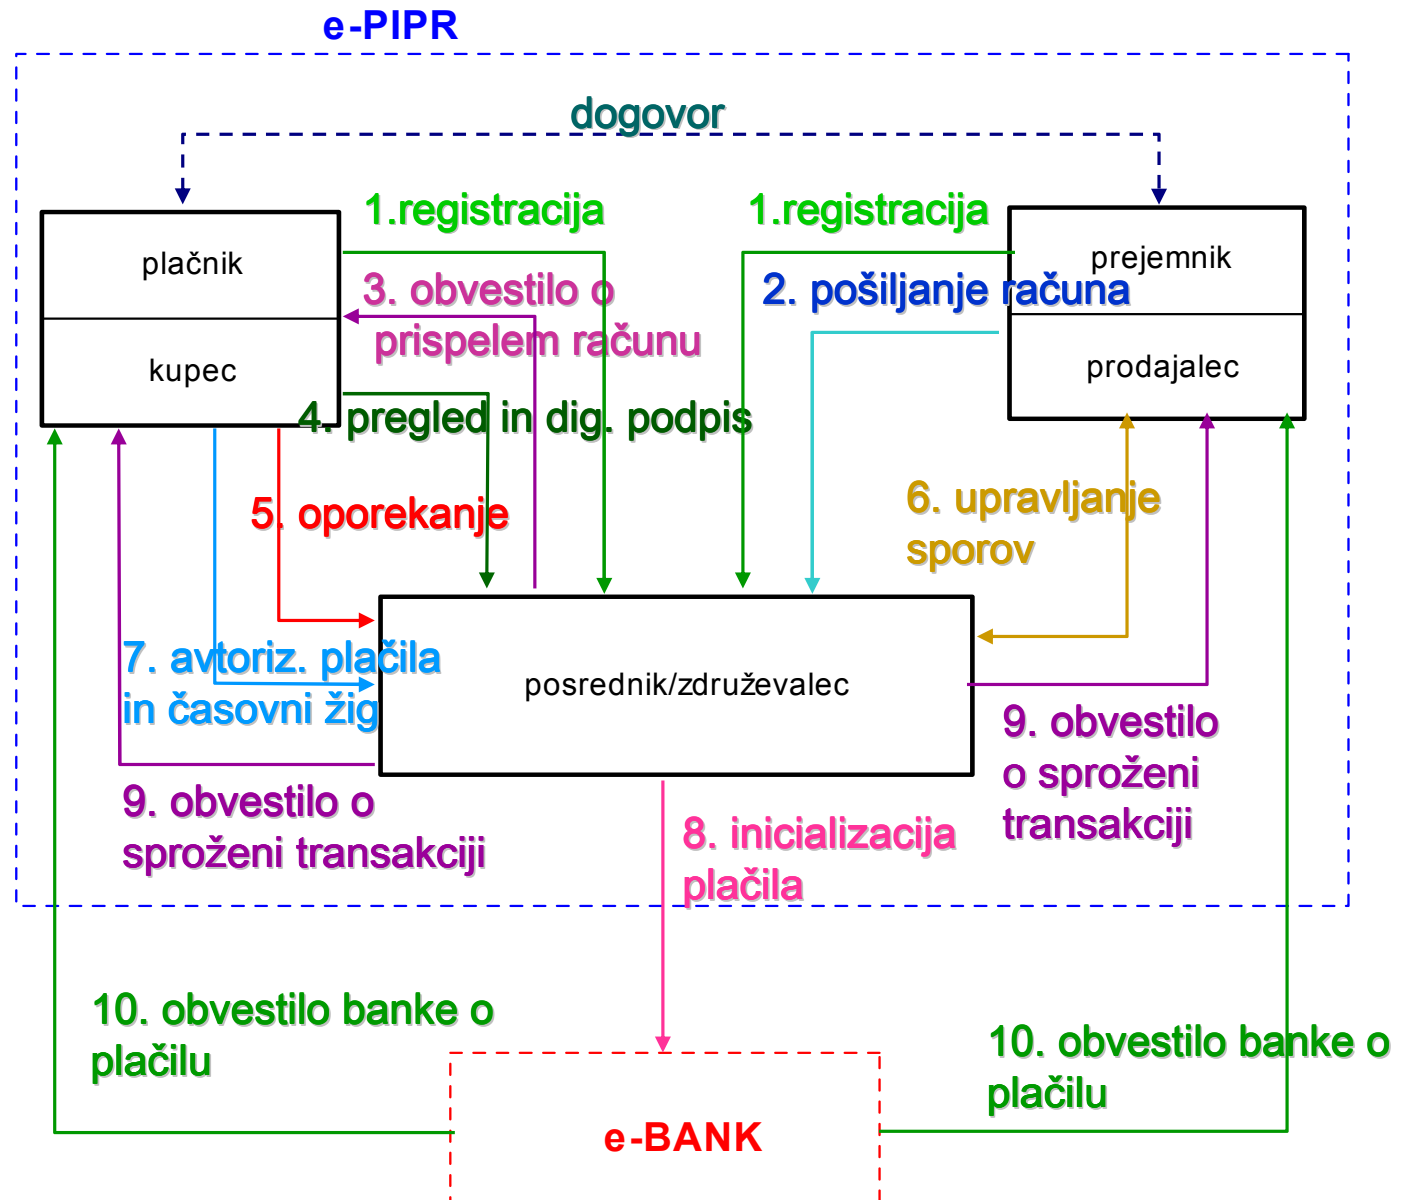 e-PIPR
dogovor
1.registracija
1.registracija
plačnik
kupec
prejemnik
prodajalec
3. obvestilo o
prispelem računu
2. pošiljanje računa
4. pregled in dig. podpis
5. oporekanje
6. upravljanje
sporov
7. avtoriz. plačila
in časovni žig
posrednik/združevalec
9. obvestilo o
sproženi transakciji
9. obvestilo
o sproženi
transakciji
8. inicializacija
plačila
10. obvestilo banke o
plačilu
10. obvestilo banke o
plačilu
e-BANK